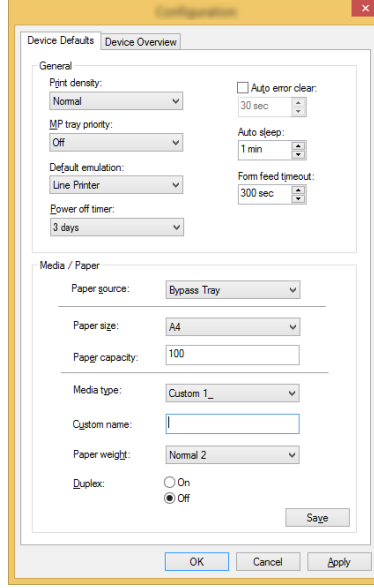 Configuration
Device Defaults Device Overview
General
Print density:
Normal
MP tray priority:
Off
Default emulation:
Line Printer
Power off timer:
3 days
Auto error clear:
30 sec
Auto sleep:
1 min
Form feed timeout:
300 sec
Media / Paper
Paper source: Bypass Tray
Paper size: A4
Paper capacity: 100
Media type: Custom 1_
Custom name:
Paper weight: Normal 2
Duplex: On
Off
Save
OK Cancel Apply